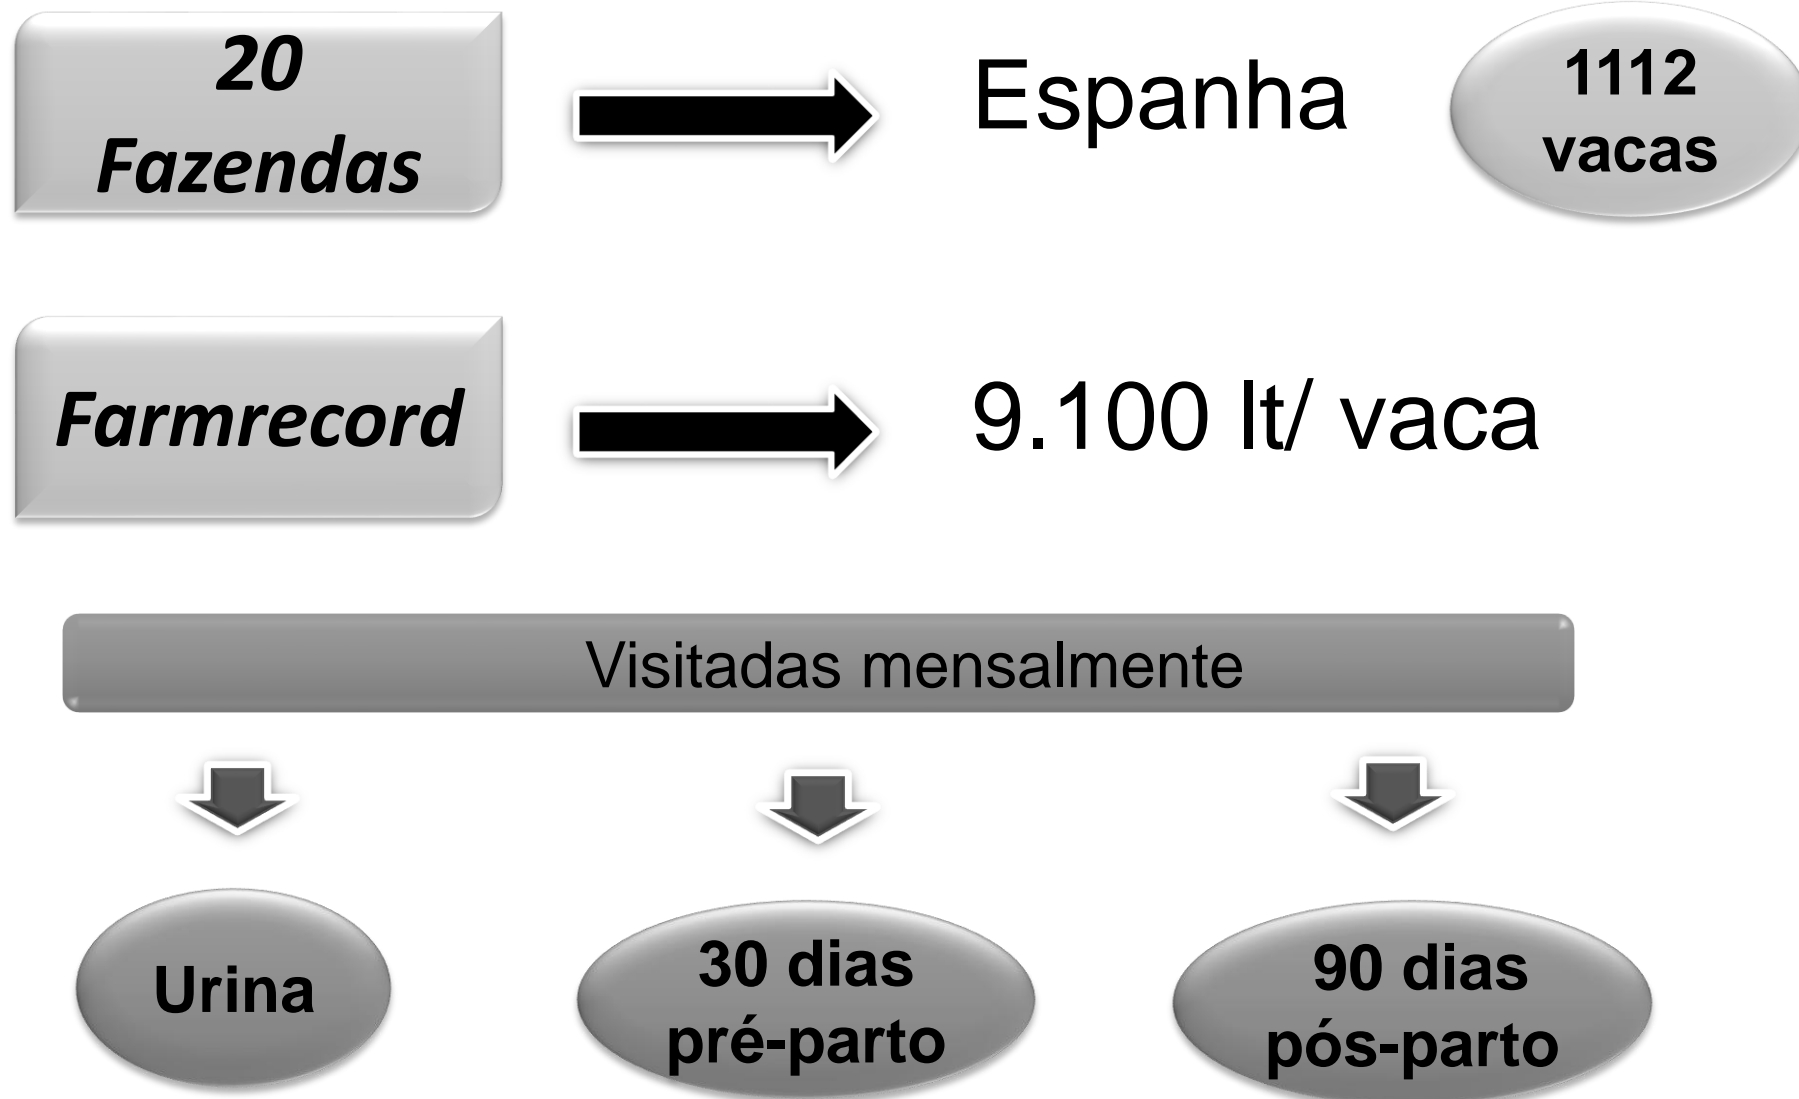 20
Fazendas
Espanha
1112
vacas
Farmrecord
9.100 lt/ vaca
Visitadas mensalmente
Urina
30 dias
pré-parto
90 dias
pós-parto